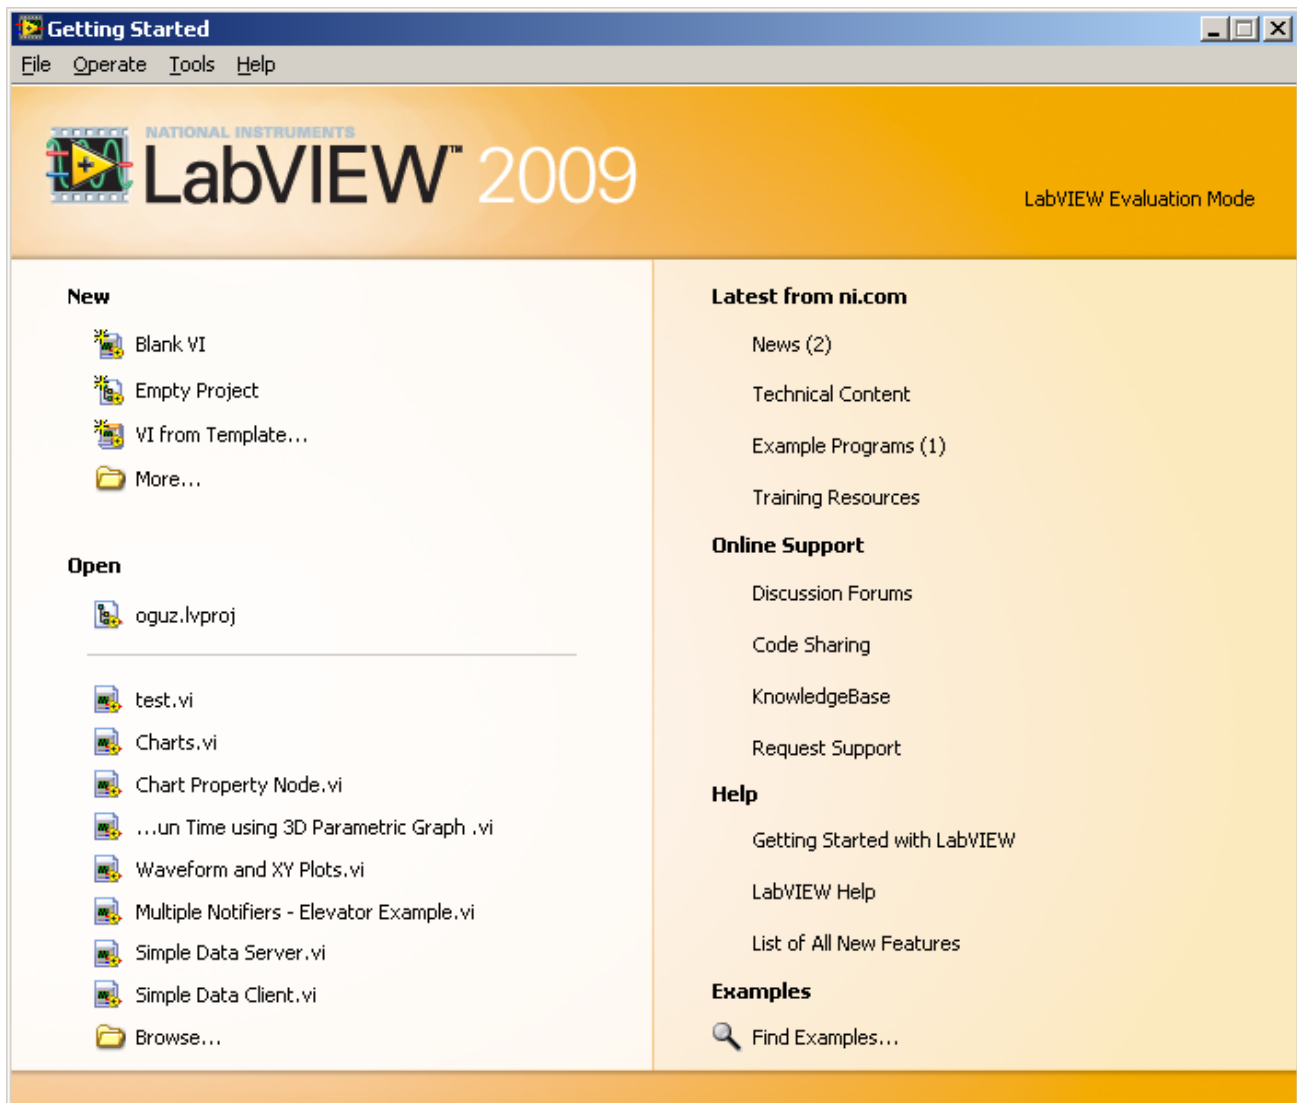 Getting Started
File Operate Tools Help
NATIONAL INSTRUMENTS
LabVIEW™ 2009
LabVIEW Evaluation Mode
New
Blank VI
Empty Project
VI from Template...
More...
Open
oguz.lvproj
test.vi
Charts.vi
Chart Property Node.vi
...un Time using 3D Parametric Graph .vi
Waveform and XY Plots.vi
Multiple Notifiers - Elevator Example.vi
Simple Data Server.vi
Simple Data Client.vi
Browse...
Latest from ni.com
News (2)
Technical Content
Example Programs (1)
Training Resources
Online Support
Discussion Forums
Code Sharing
KnowledgeBase
Request Support
Help
Getting Started with LabVIEW
LabVIEW Help
List of All New Features
Examples
Find Examples...